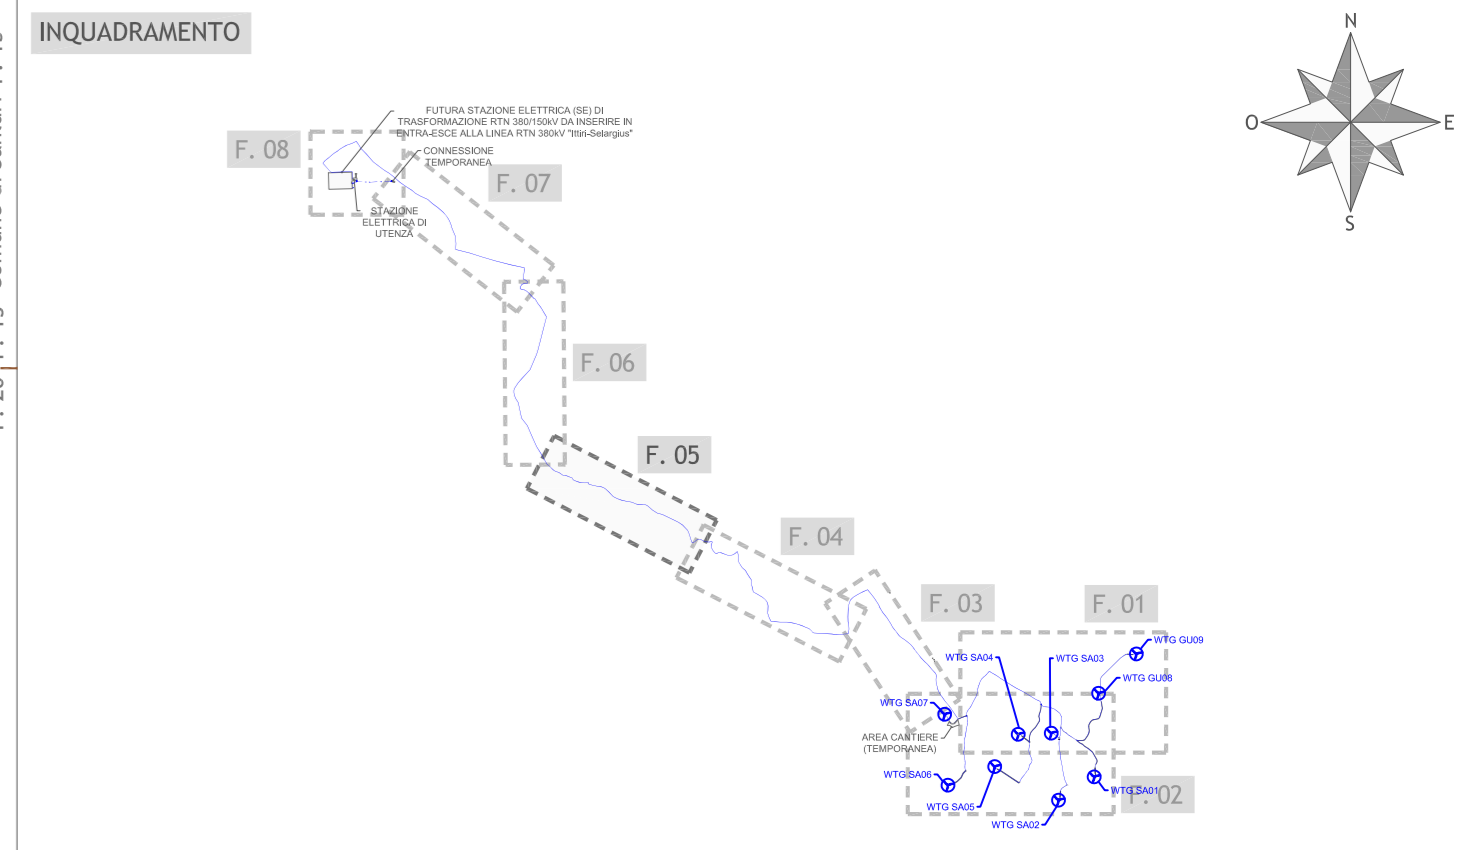 INQUADRAMENTO
N
O
E
S
FUTURA STAZIONE ELETTRICA (SE) DI
TRASFORMAZIONE RTN 380/150kV DA INSERIRE IN
ENTRA-ESCE ALLA LINEA RTN 380kV "Ittiri-Selargius"
F. 08
CONNESSIONE
TEMPORANEA
F. 07
STAZIONE
ELETTRICA DI
UTENZA
F. 06
F. 05
F. 04
F. 03
F. 01
WTG GU09
WTG SA04
WTG SA03
WTG GU08
WTG SA07
AREA CANTIERE
(TEMPORANEA)
WTG SA06
WTG SA01
F. 02
WTG SA05
WTG SA02